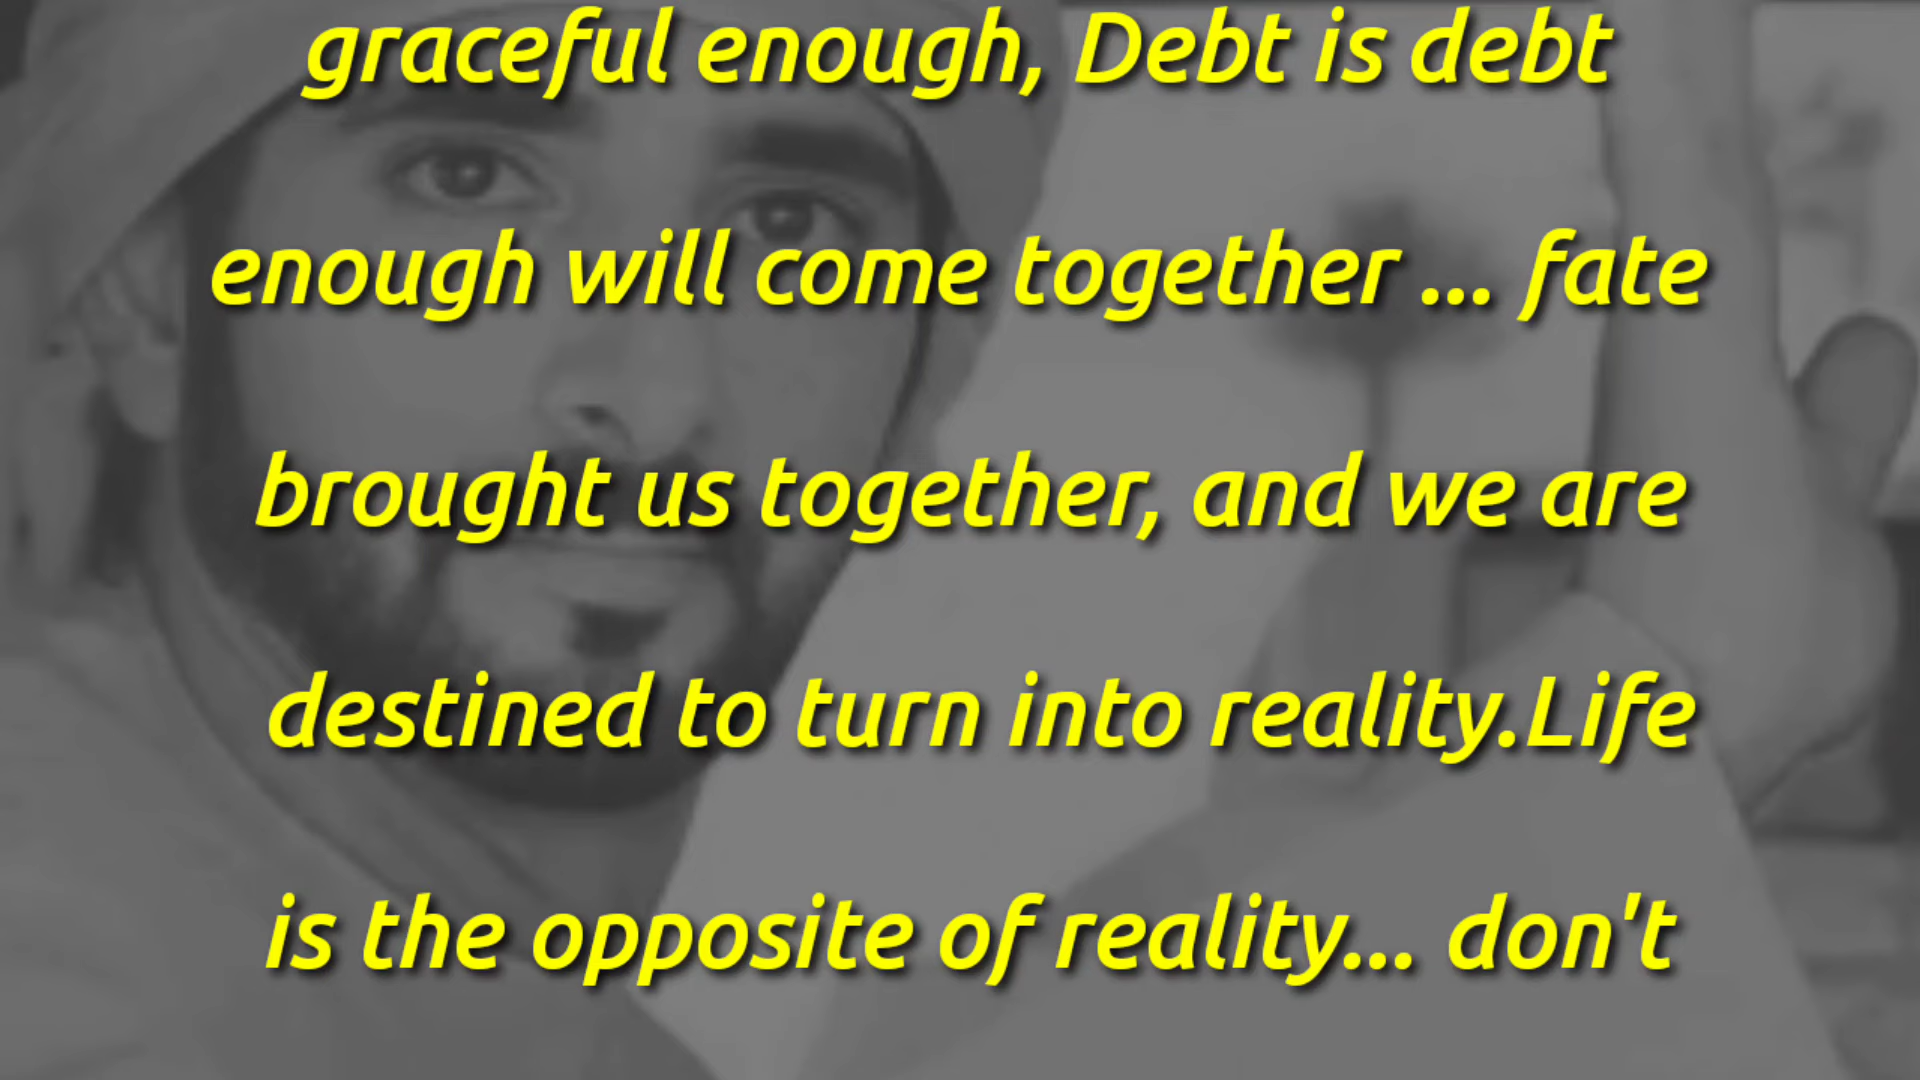 graceful enough, Debt is debt
enough will come together ... fate
brought us together, and we are
destined to turn into reality.Life
is the opposite of reality... don't